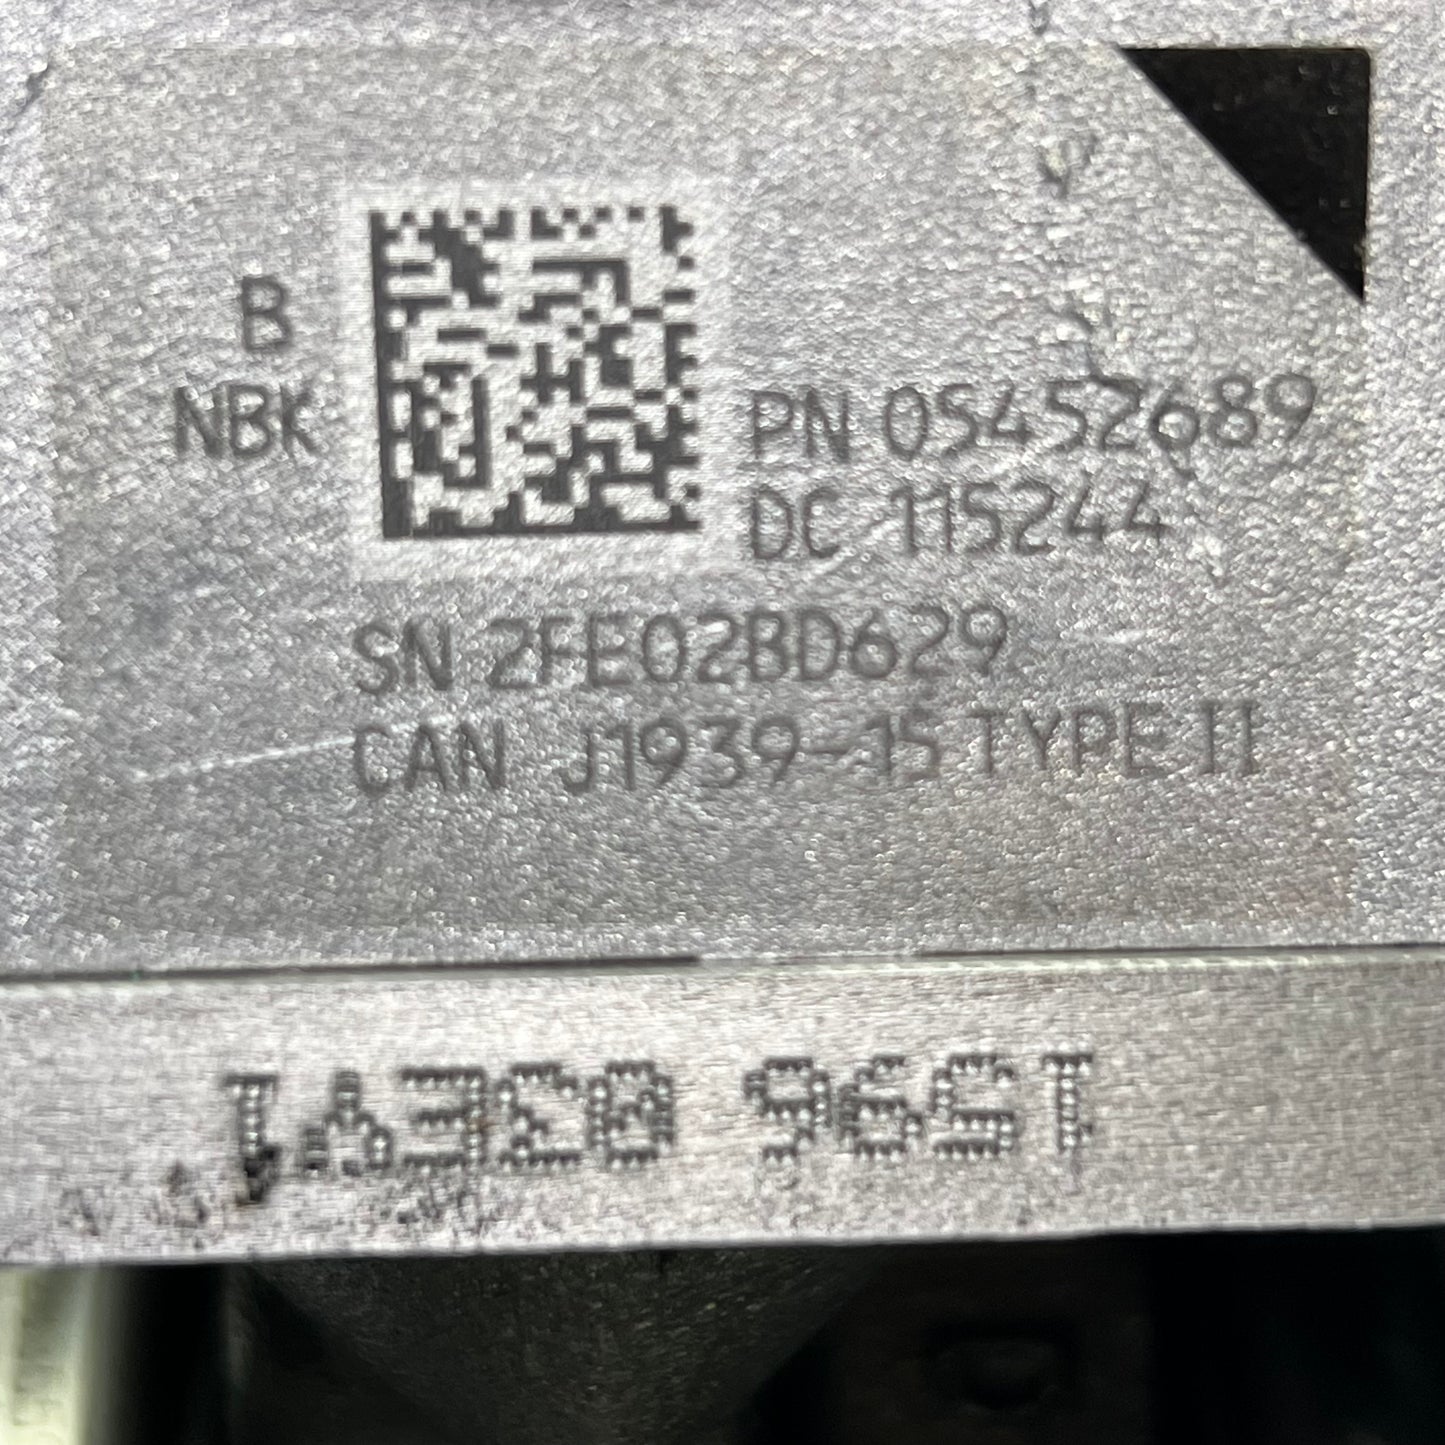 B
NBK
PN 05452689
DC 115244
SN 2FE02BD629
CAN J1939-15 TYPE II